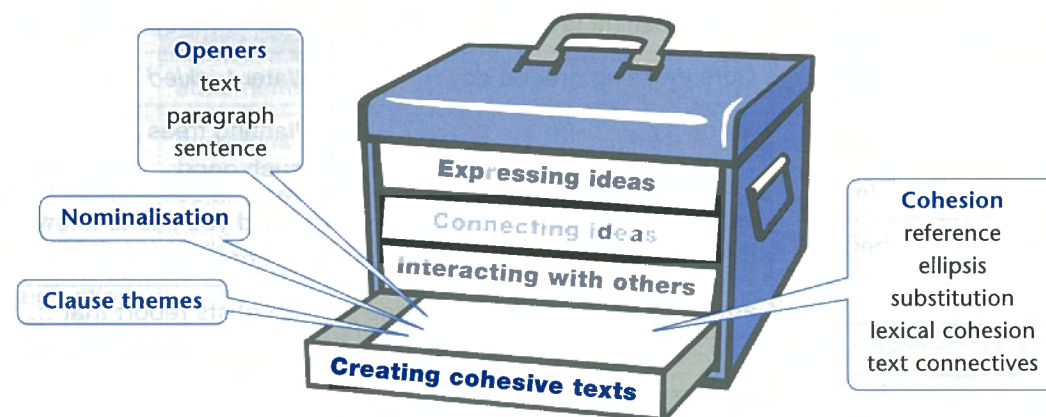 Openers
text
paragraph
sentence
Nominalisation
Clause themes
Expressing ideas
Connecting ideas
Interacting with others
Creating cohesive texts
Cohesion
reference
ellipsis
substitution
lexical cohesion
text connectives